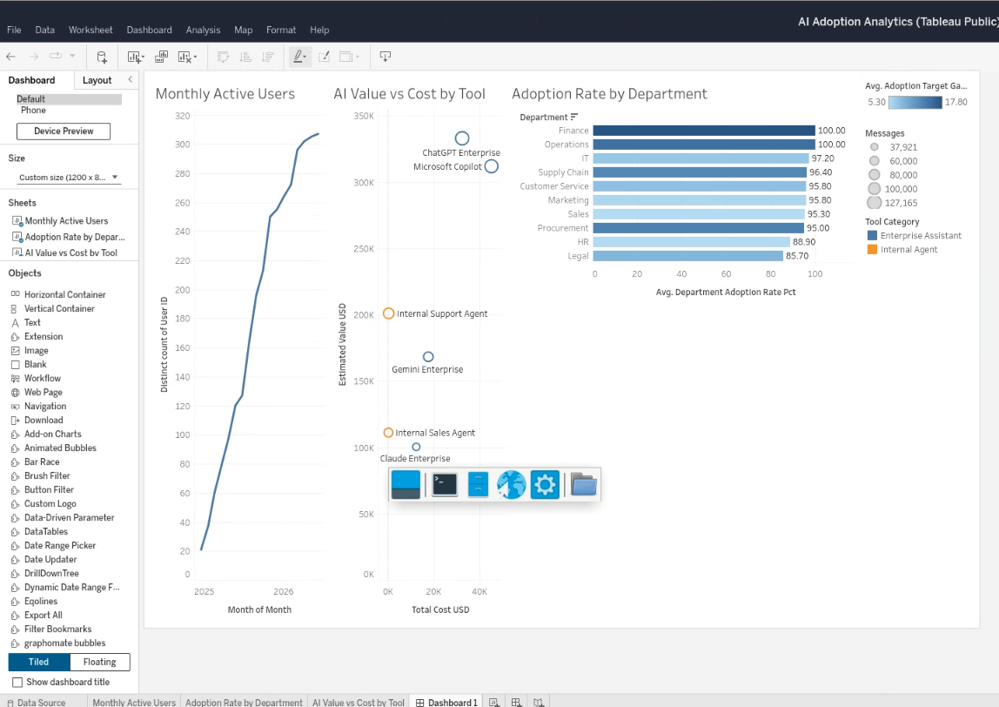 AI Adoption Analytics (Tableau Public)
File Data Worksheet Dashboard Analysis Map Format Help
Dashboard Layout
Default
Phone
Device Preview
Size
Custom size (1200 x 8...
Sheets
Monthly Active Users
Adoption Rate by Depar...
AI Value vs Cost by Tool
Objects
Horizontal Container
Vertical Container
Text
Extension
Image
Blank
Workflow
Web Page
Navigation
Download
Add-on Charts
Animated Bubbles
Bar Race
Brush Filter
Button Filter
Custom Logo
Data-Driven Parameter
DataTables
Date Range Picker
Date Updater
DrillDownTree
Dynamic Date Range F...
Eqolines
Export All
Filter Bookmarks
graphomate bubbles
Tiled Floating
Show dashboard title
Monthly Active Users
Distinct count of User ID
320
300
280
260
240
220
200
180
160
140
120
100
80
60
40
20
0
2025 2026
Month of Month
AI Value vs Cost by Tool
Estimated Value USD
350K
300K
250K
200K
150K
100K
50K
0K
ChatGPT Enterprise
Microsoft Copilot
Internal Support Agent
Gemini Enterprise
Internal Sales Agent
Claude Enterprise
0K 20K 40K
Total Cost USD
Adoption Rate by Department
Department
Finance 100.00
Operations 100.00
IT 97.20
Supply Chain 96.40
Customer Service 95.80
Marketing 95.80
Sales 95.30
Procurement 95.00
HR 88.90
Legal 85.70
0 20 40 60 80 100
Avg. Department Adoption Rate Pct
Avg. Adoption Target Ga...
5.30 17.80
Messages
37,921
60,000
80,000
100,000
127,165
Tool Category
Enterprise Assistant
Internal Agent
Data Source Monthly Active Users Adoption Rate by Department AI Value vs Cost by Tool Dashboard 1